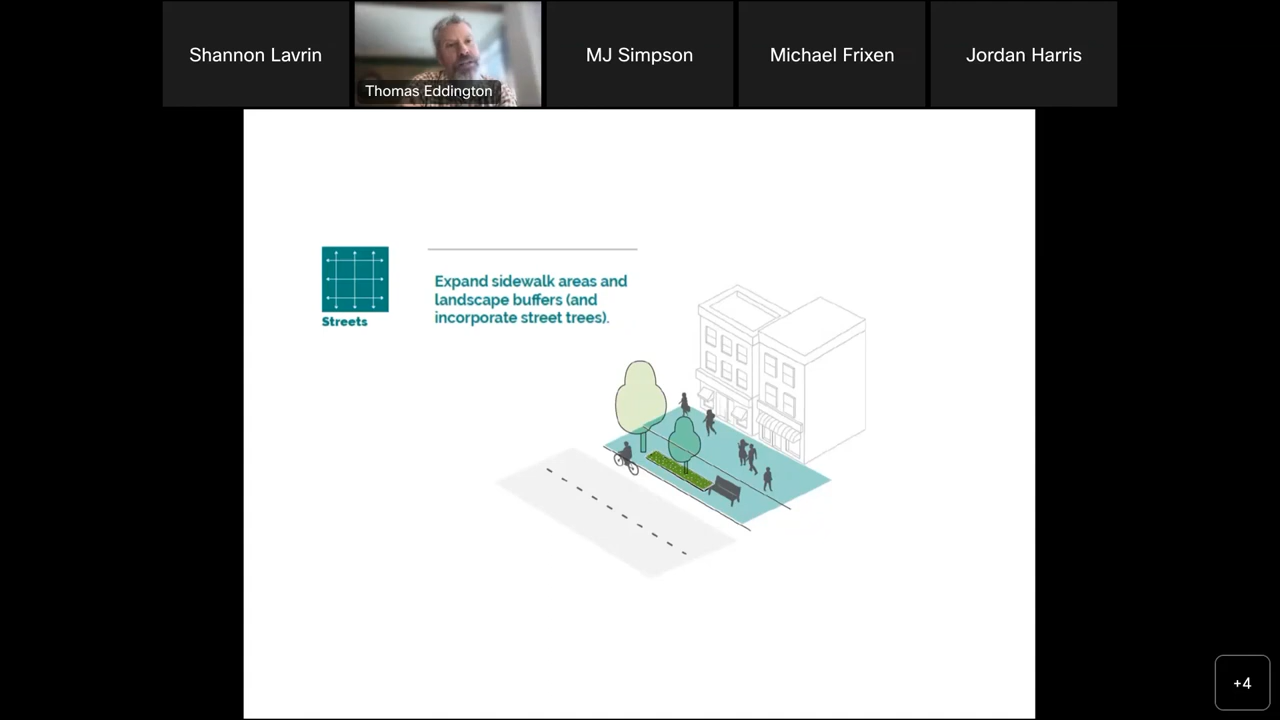 Shannon Lavrin
Thomas Eddington
MJ Simpson
Michael Frixen
Jordan Harris
Streets
Expand sidewalk areas and
landscape buffers (and
incorporate street trees).
+4